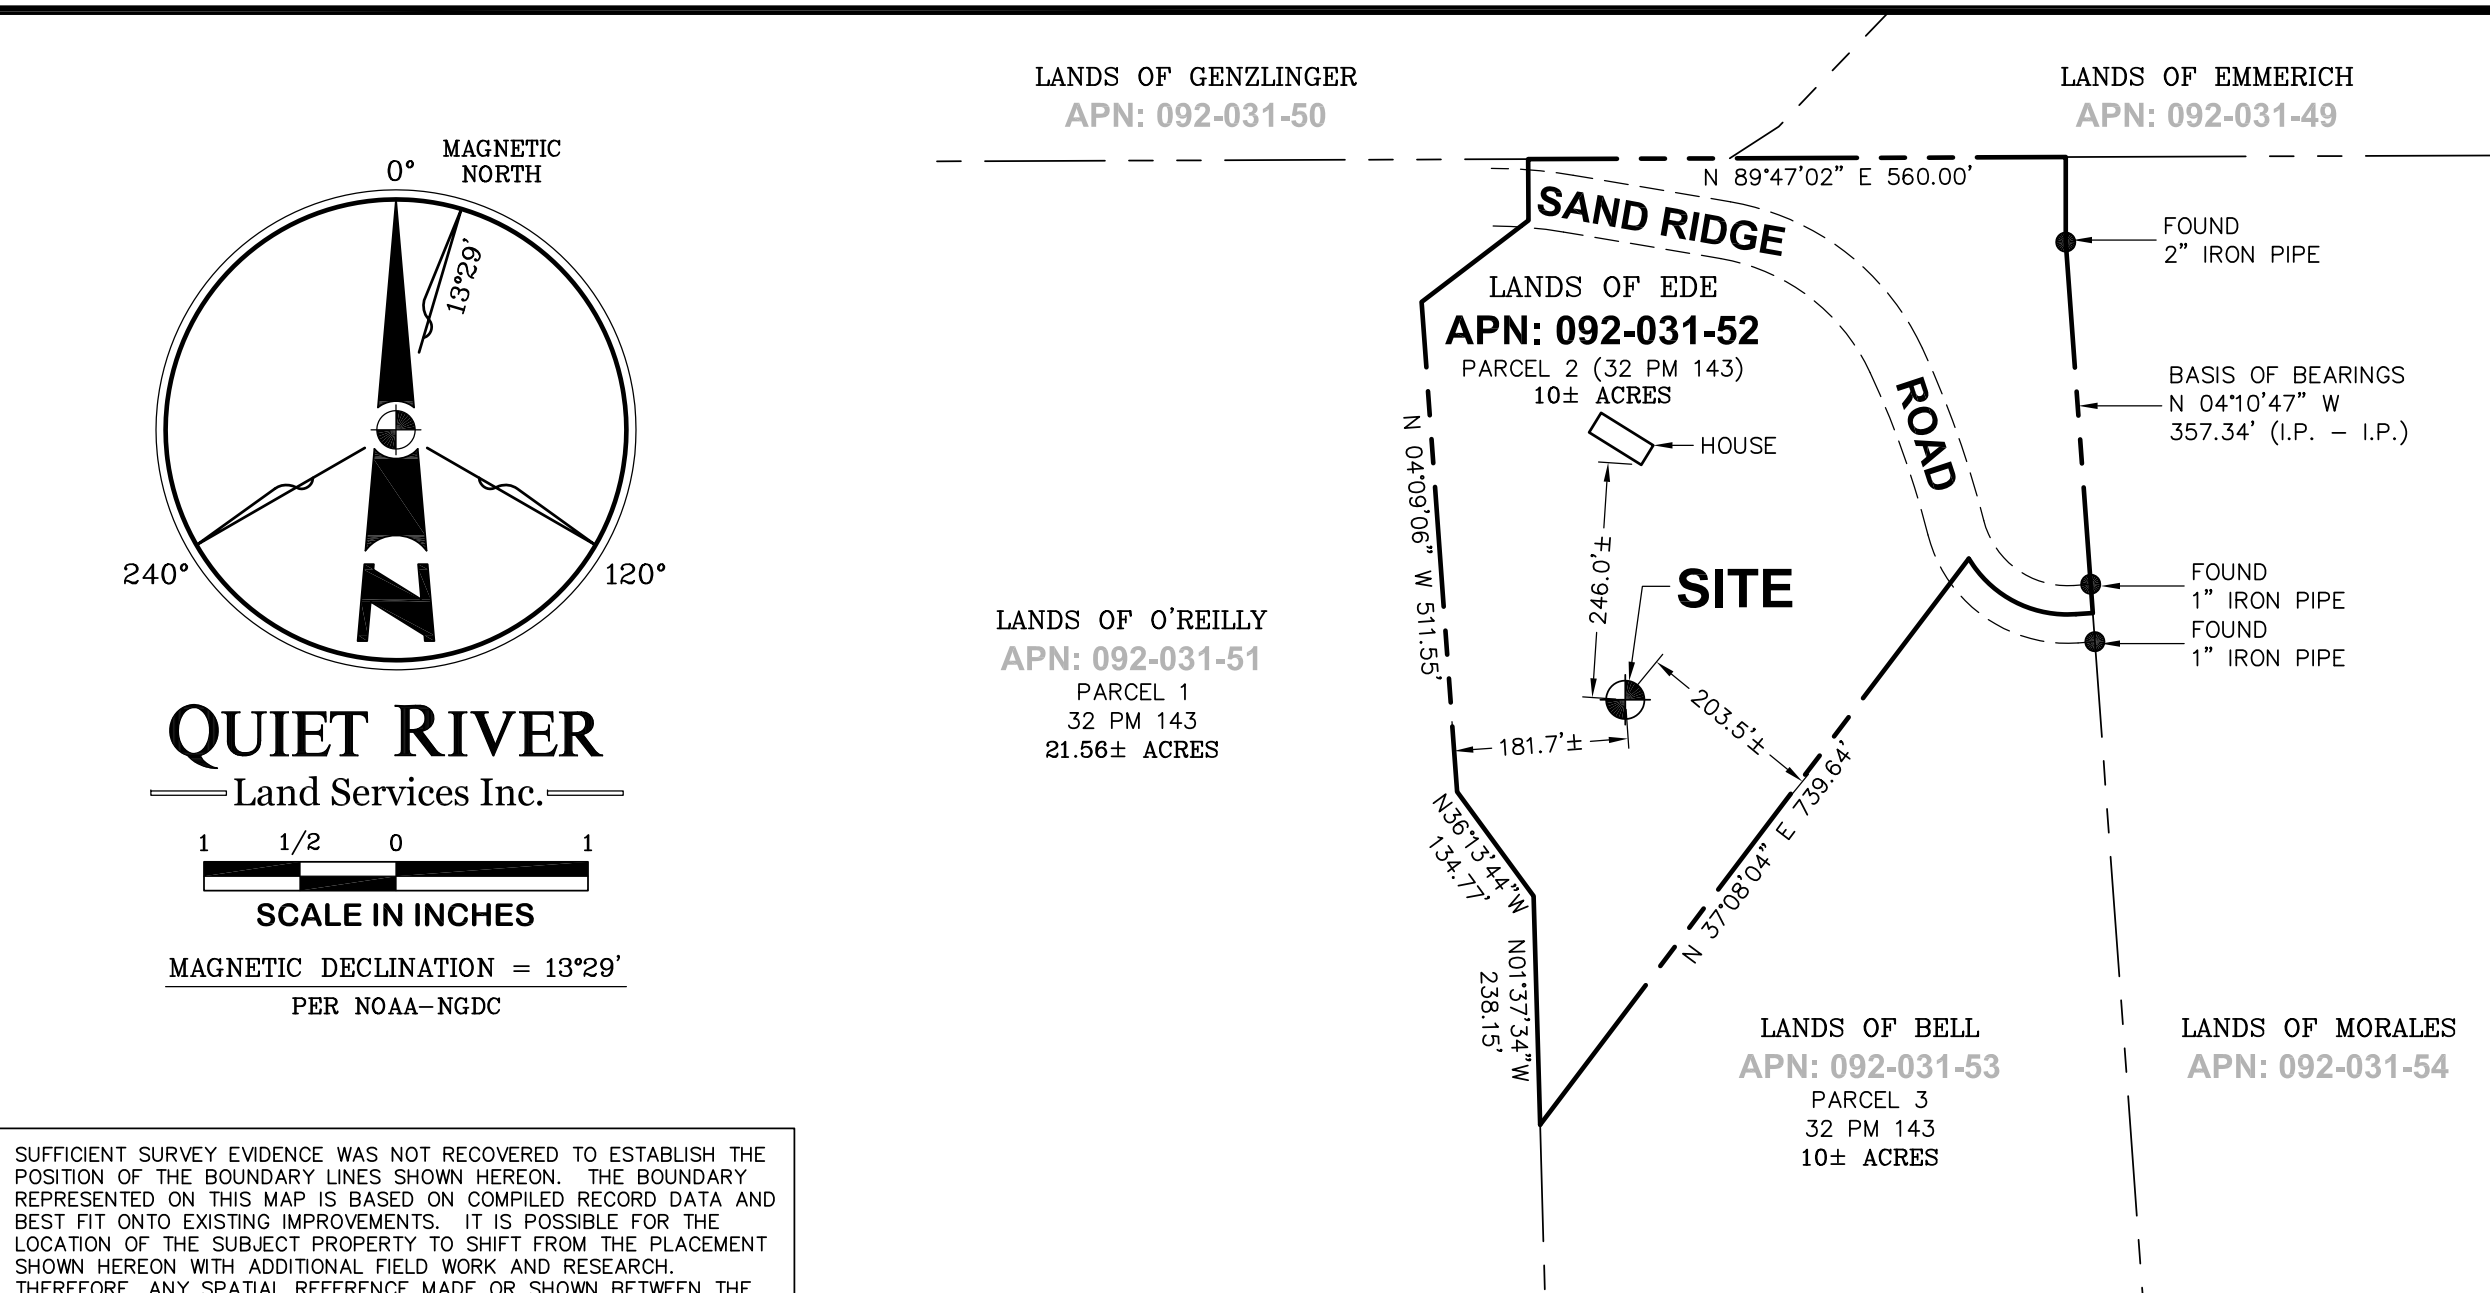 LANDS OF GENZLINGER
APN: 092-031-50
LANDS OF EMMERICH
APN: 092-031-49
MAGNETIC
NORTH
0°
13°29'
240°
120°
N
QUIET RIVER
Land Services Inc.
1 1/2 0 1
SCALE IN INCHES
MAGNETIC DECLINATION = 13°29'
PER NOAA-NGDC
N 89°47'02" E 560.00'
SAND RIDGE
ROAD
FOUND
2" IRON PIPE
LANDS OF EDE
APN: 092-031-52
PARCEL 2 (32 PM 143)
10± ACRES
HOUSE
BASIS OF BEARINGS
N 04°10'47" W
357.34' (I.P. – I.P.)
N 04°09'06" W 511.55'
246.0'±
SITE
FOUND
1" IRON PIPE
FOUND
1" IRON PIPE
LANDS OF O'REILLY
APN: 092-031-51
PARCEL 1
32 PM 143
21.56± ACRES
181.7'±
203.5'±
N36°13'44"W
134.77'
N 37°08'04" E 739.64'
N01°37'34"W
238.15'
LANDS OF BELL
APN: 092-031-53
PARCEL 3
32 PM 143
10± ACRES
LANDS OF MORALES
APN: 092-031-54
SUFFICIENT SURVEY EVIDENCE WAS NOT RECOVERED TO ESTABLISH THE
POSITION OF THE BOUNDARY LINES SHOWN HEREON. THE BOUNDARY
REPRESENTED ON THIS MAP IS BASED ON COMPILED RECORD DATA AND
BEST FIT ONTO EXISTING IMPROVEMENTS. IT IS POSSIBLE FOR THE
LOCATION OF THE SUBJECT PROPERTY TO SHIFT FROM THE PLACEMENT
SHOWN HEREON WITH ADDITIONAL FIELD WORK AND RESEARCH.
THEREFORE ANY SPATIAL REFERENCE MADE OR SHOWN BETWEEN THE